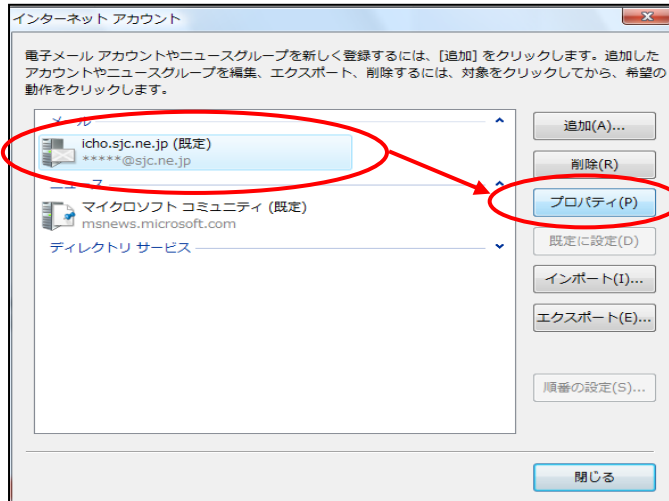 インターネット アカウント
電子メール アカウントやニュースグループを新しく登録するには、[追加] をクリックします。追加した
アカウントやニュースグループを編集、エクスポート、削除するには、対象をクリックしてから、希望の
動作をクリックします。
メール
icho.sjc.ne.jp (既定)
*****@sjc.ne.jp
ニュース
マイクロソフト コミュニティ (既定)
msnews.microsoft.com
ディレクトリ サービス
追加(A)...
削除(R)
プロパティ(P)
既定に設定(D)
インポート(I)...
エクスポート(E)...
順番の設定(S)...
閉じる